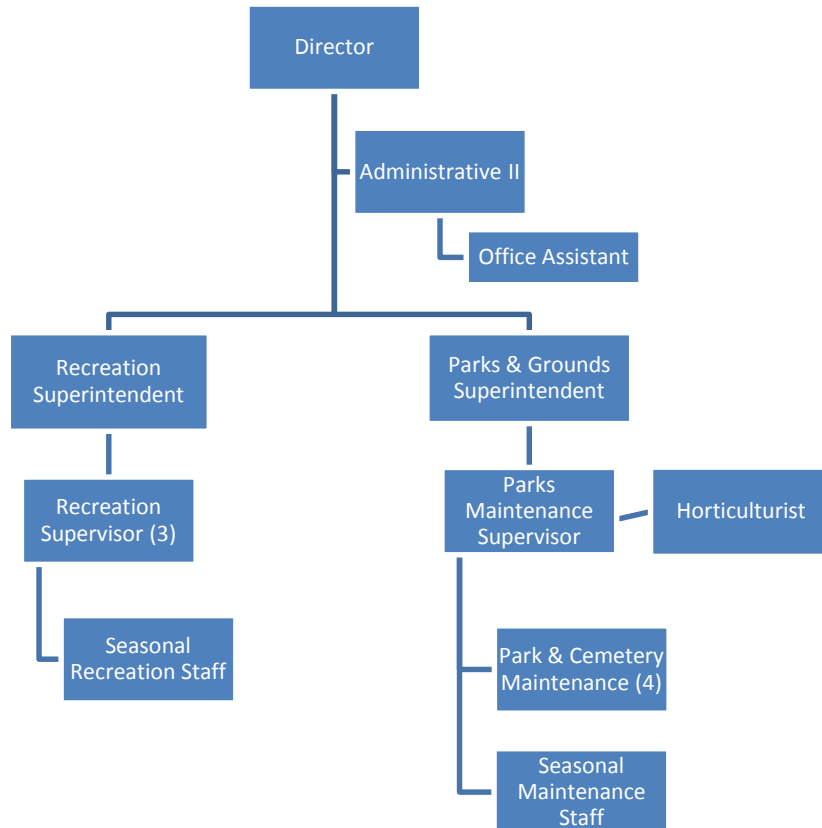 Director
Administrative II
Office Assistant
Recreation
Superintendent
Parks & Grounds
Superintendent
Recreation
Supervisor (3)
Parks
Maintenance
Supervisor
Horticulturist
Seasonal
Recreation Staff
Park & Cemetery
Maintenance (4)
Seasonal
Maintenance
Staff